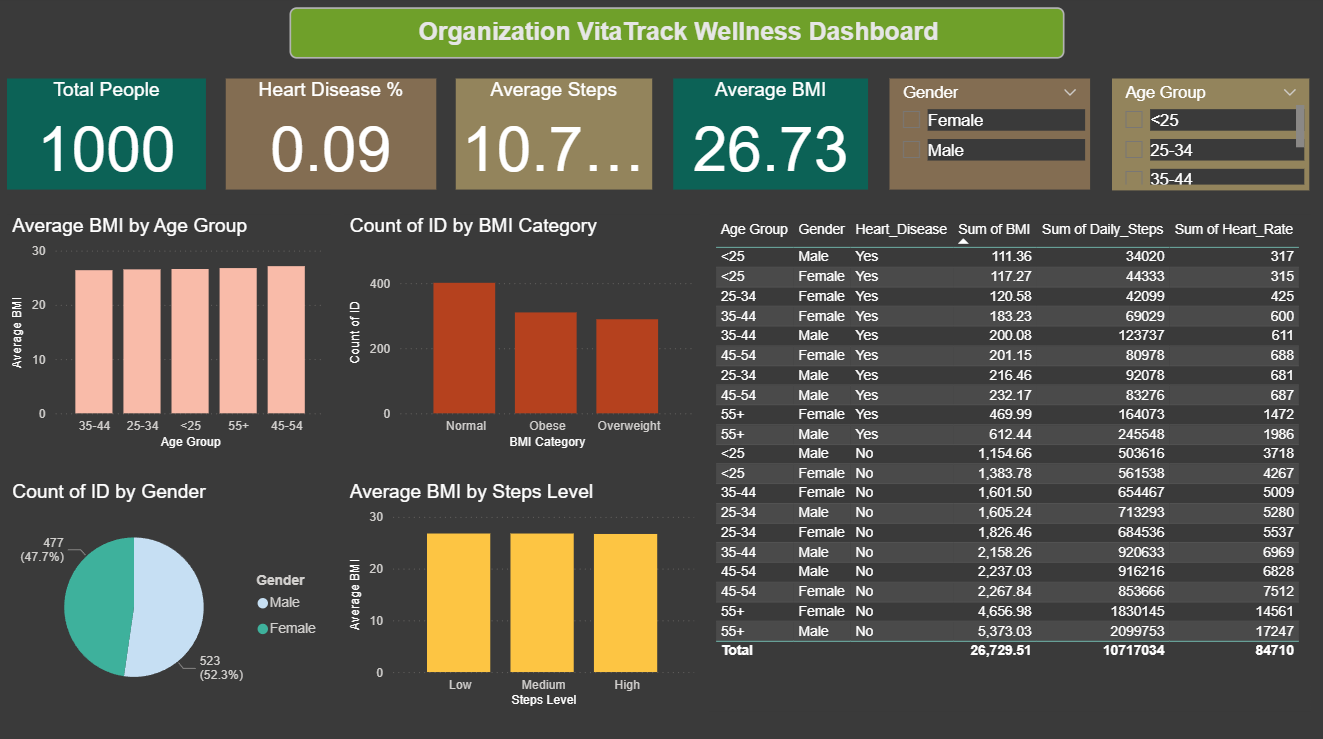 Organization VitaTrack Wellness Dashboard
Total People
1000
Heart Disease %
0.09
Average Steps
10.7...
Average BMI
26.73
Gender
Female
Male
Age Group
<25
25-34
35-44
Average BMI by Age Group
30
20
10
0
Average BMI
35-44 25-34 <25 55+ 45-54
Age Group
Count of ID by BMI Category
400
200
0
Count of ID
Normal Obese Overweight
BMI Category
Count of ID by Gender
477
(47.7%)
523
(52.3%)
Gender
Male
Female
Average BMI by Steps Level
30
20
10
0
Average BMI
Low Medium High
Steps Level
Age Group Gender Heart_Disease Sum of BMI Sum of Daily_Steps Sum of Heart_Rate
<25 Male Yes 111.36 34020 317
<25 Female Yes 117.27 44333 315
25-34 Female Yes 120.58 42099 425
35-44 Female Yes 183.23 69029 600
35-44 Male Yes 200.08 123737 611
45-54 Female Yes 201.15 80978 688
25-34 Male Yes 216.46 92078 681
45-54 Male Yes 232.17 83276 687
55+ Female Yes 469.99 164073 1472
55+ Male Yes 612.44 245548 1986
<25 Male No 1,154.66 503616 3718
<25 Female No 1,383.78 561538 4267
35-44 Female No 1,601.50 654467 5009
25-34 Male No 1,605.24 713293 5280
25-34 Female No 1,826.46 684536 5537
35-44 Male No 2,158.26 920633 6969
45-54 Male No 2,237.03 916216 6828
45-54 Female No 2,267.84 853666 7512
55+ Female No 4,656.98 1830145 14561
55+ Male No 5,373.03 2099753 17247
Total 26,729.51 10717034 84710